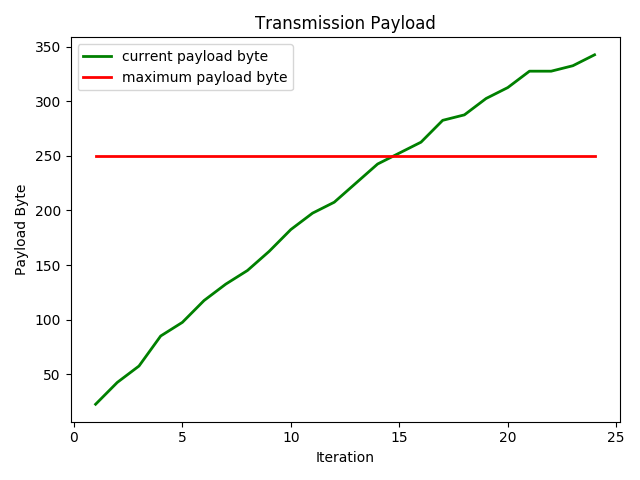 Transmission Payload
current payload byte
maximum payload byte
Payload Byte
350
300
250
200
150
100
50
0 5 10 15 20 25
Iteration